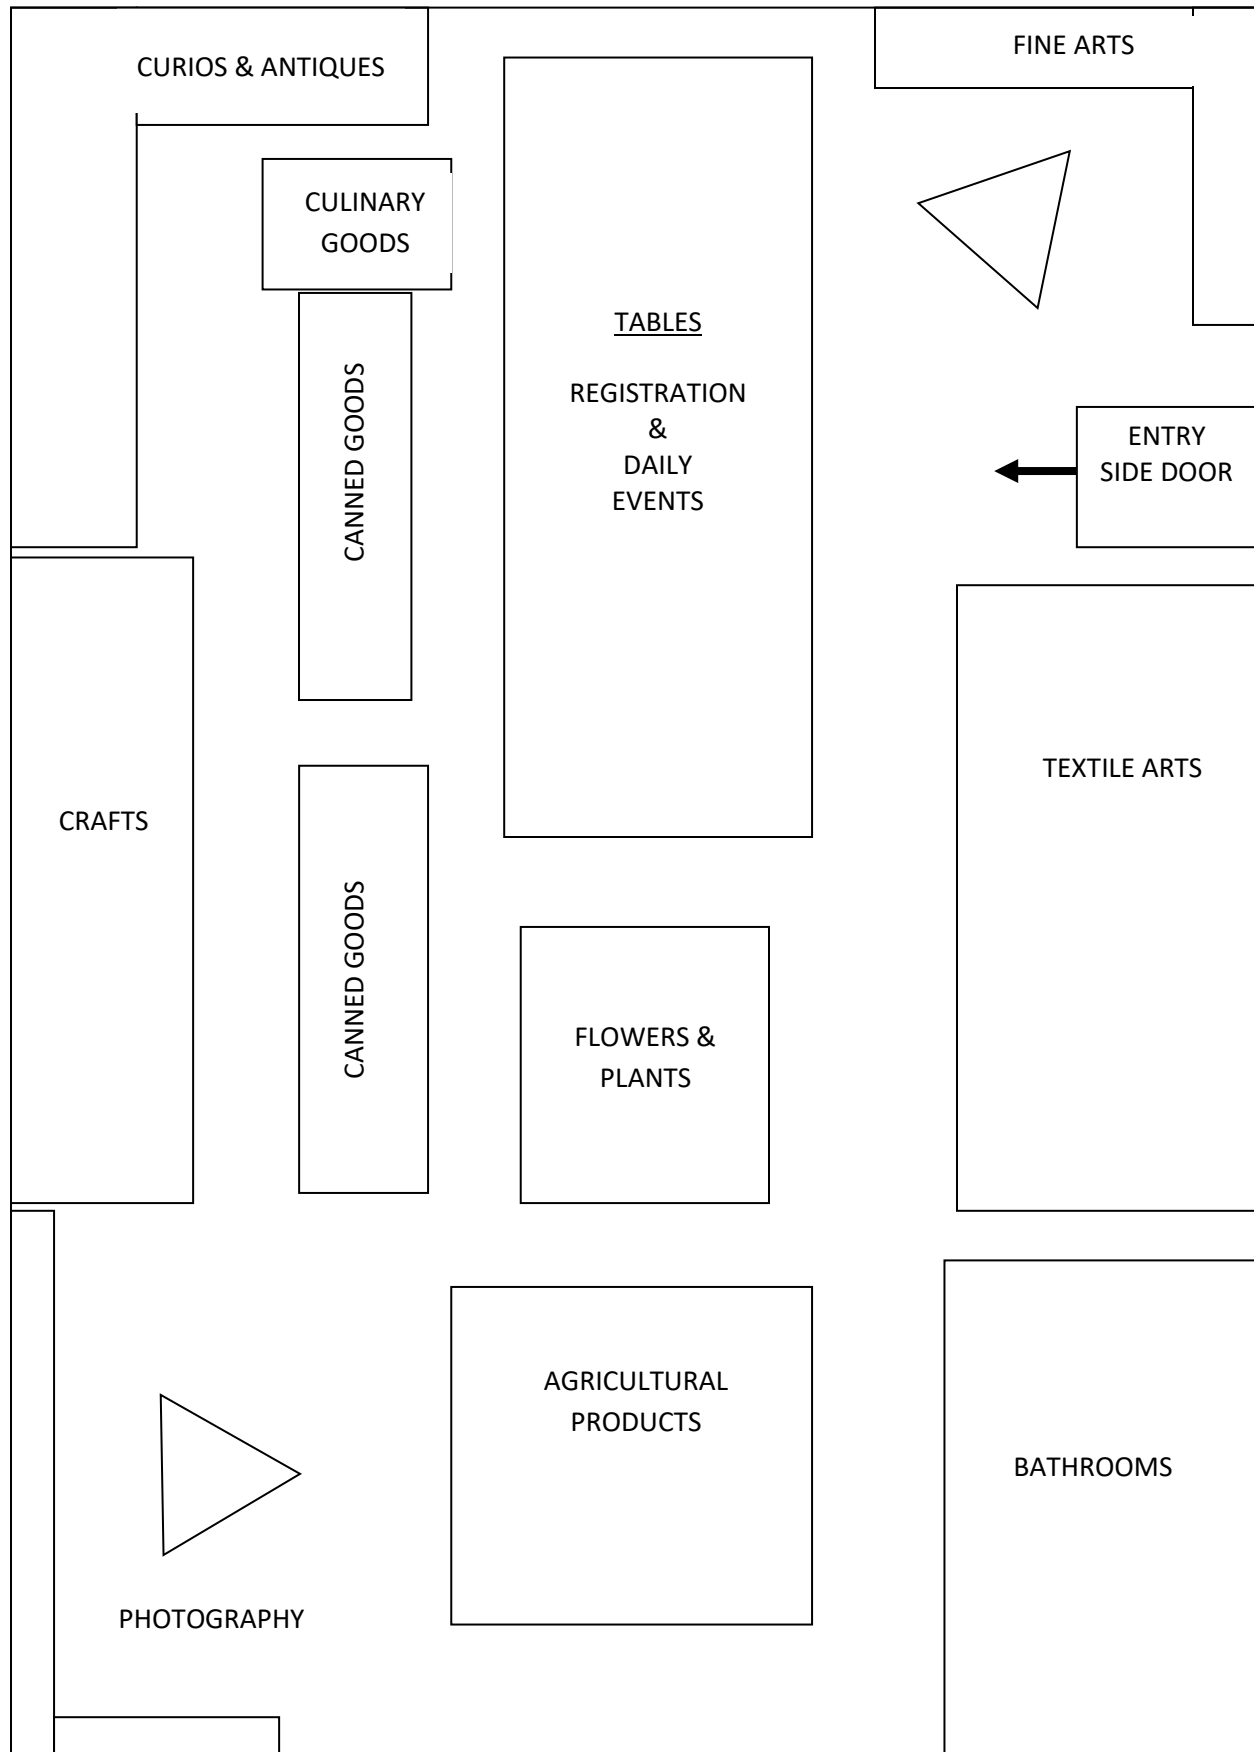 CURIOS & ANTIQUES
FINE ARTS
CULINARY
GOODS
TABLES
REGISTRATION
&
DAILY
EVENTS
CANNED GOODS
ENTRY
SIDE DOOR
CRAFTS
TEXTILE ARTS
CANNED GOODS
FLOWERS &
PLANTS
AGRICULTURAL
PRODUCTS
BATHROOMS
PHOTOGRAPHY